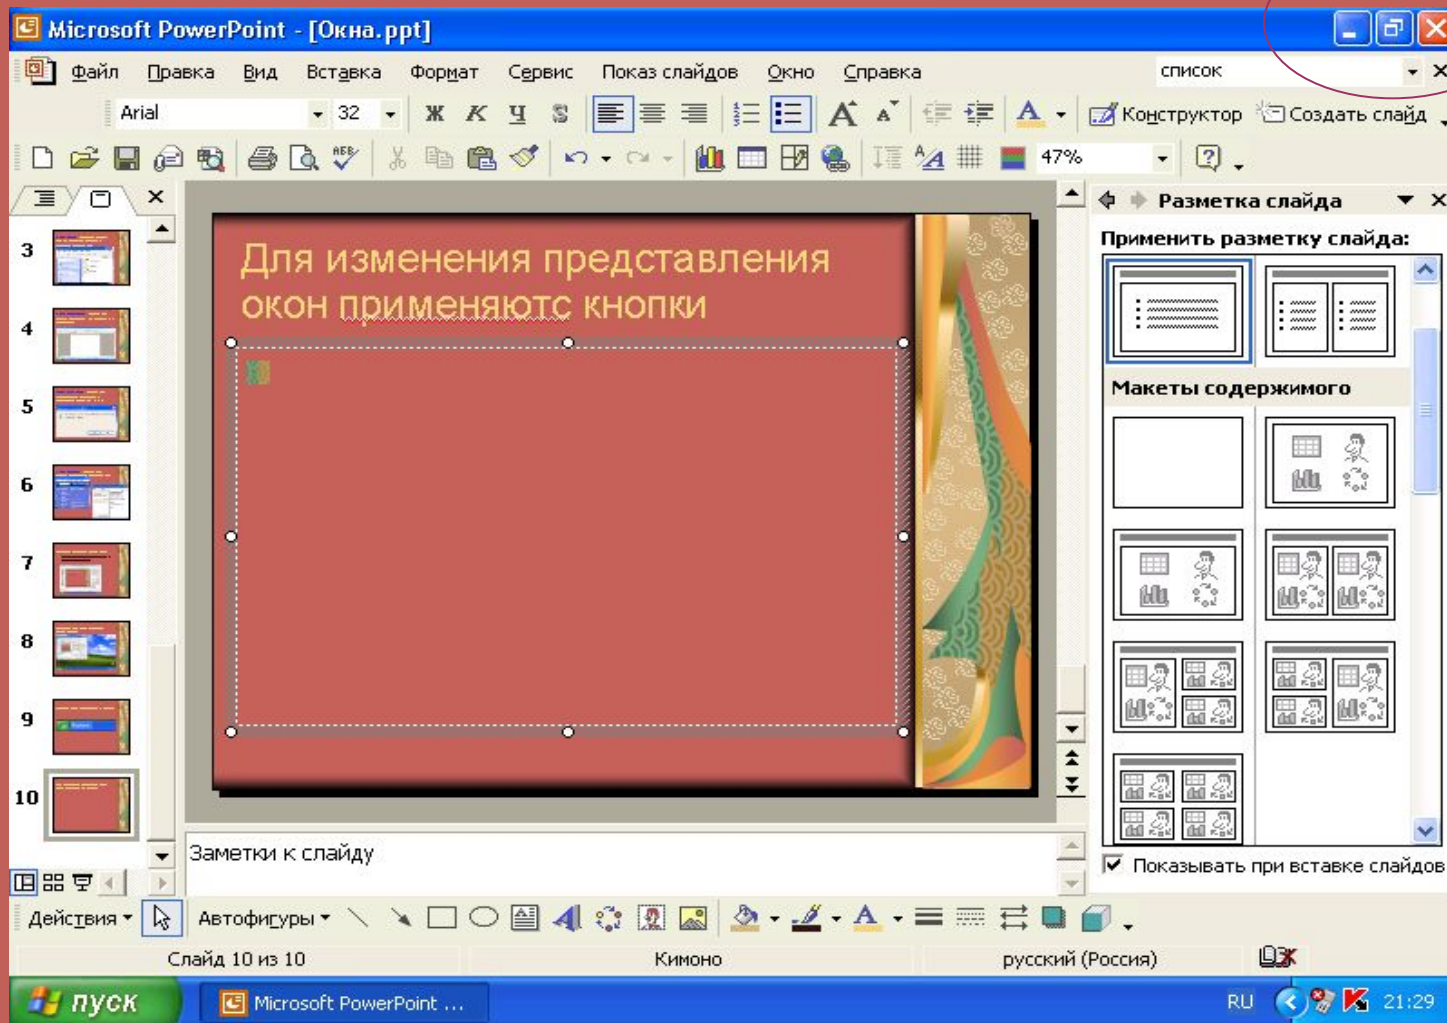 Microsoft PowerPoint - [Окна.ppt]
Файл Правка Вид Вставка Формат Сервис Показ слайдов Окно Справка список
Arial 32 Ж К Ч S А А А Конструктор Создать слайд
АБВ 47%
Разметка слайда
Применить разметку слайда:
Макеты содержимого
3
4
5
6
7
8
9
10
Для изменения представления
окон применяютс кнопки
Заметки к слайду
Показывать при вставке слайдов
Действия Автофигуры
Слайд 10 из 10 Кимоно русский (Россия)
пуск Microsoft PowerPoint ... RU 21:29